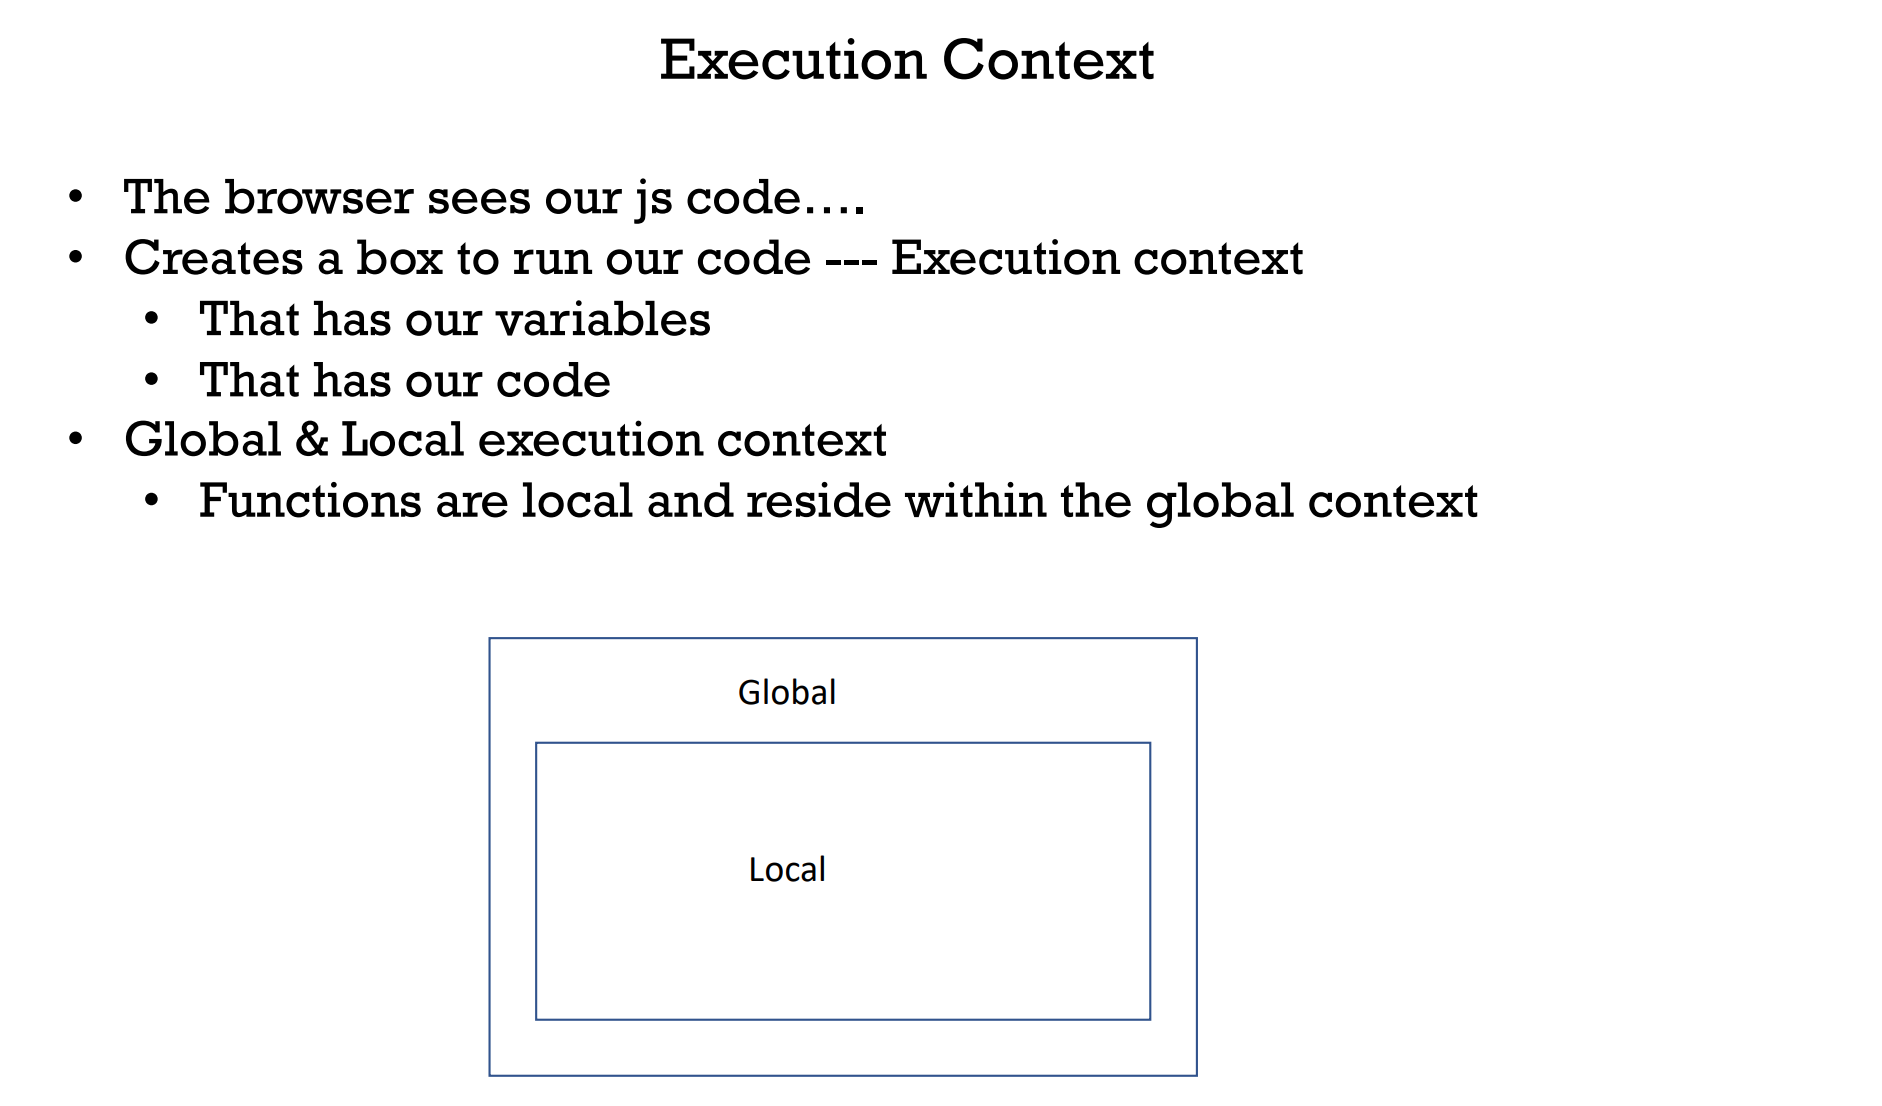 Execution Context
• The browser sees our js code….
• Creates a box to run our code --- Execution context
• That has our variables
• That has our code
• Global & Local execution context
• Functions are local and reside within the global context
Global
Local